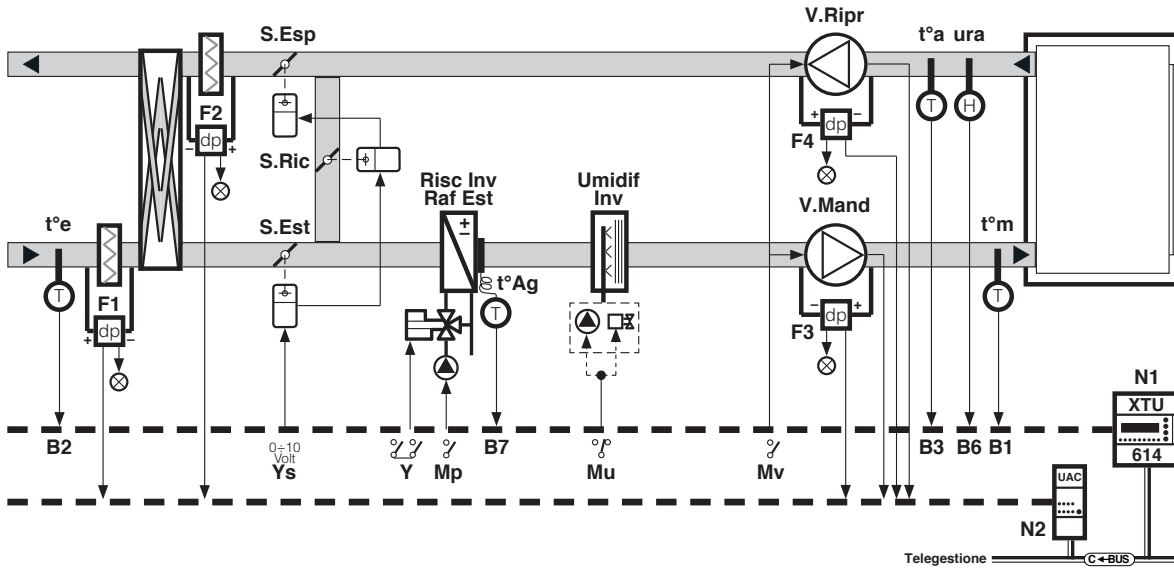 V.Ripr
S.Esp
t°a ura
F2
T
H
+ −
dp
− +
dp
F4
S.Ric
Risc Inv
Raf Est
Umidif
Inv
V.Mand
t°e
S.Est
+
−
t°m
t°Ag
T
F1
T
T
− +
dp
+ −
dp
F3
N1
XTU
614
B2
0÷10
Volt
Ys
Y
Mp
B7
Mu
Mv
B3
B6
B1
UAC
N2
Telegestione
C BUS